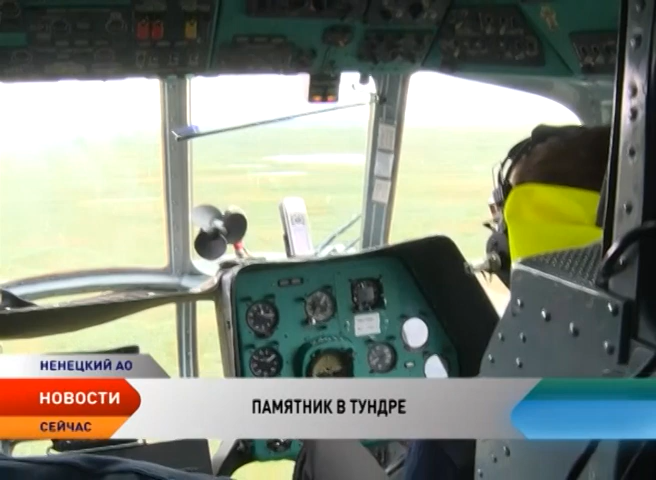 НЕНЕЦКИЙ АО
НОВОСТИ
СЕЙЧАС
ПАМЯТНИК В ТУНДРЕ